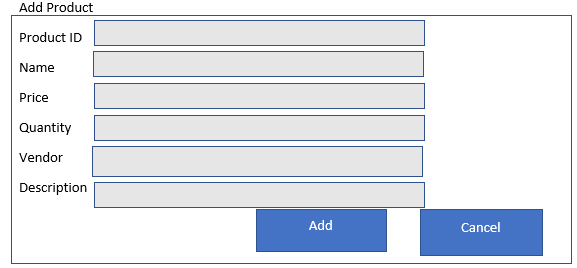 Add Product
Product ID
Name
Price
Quantity
Vendor
Description
Add
Cancel